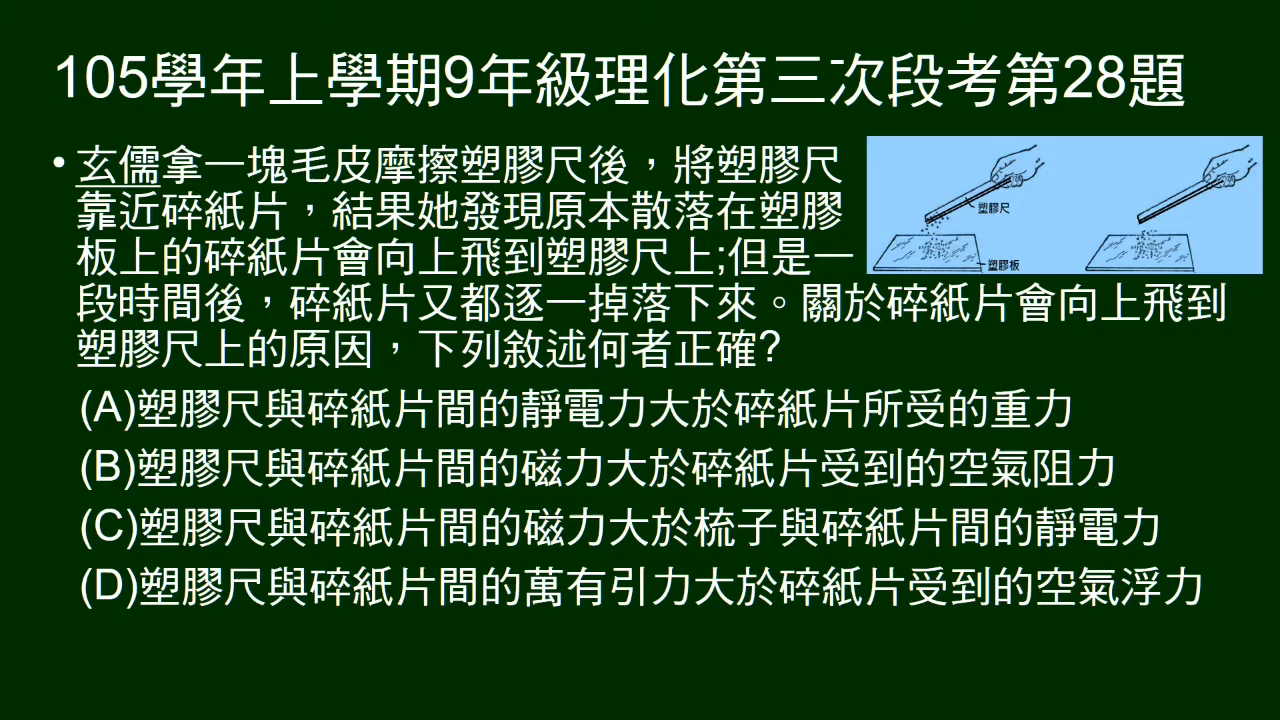 105學年上學期9年級理化第三次段考第28題
• 玄儒拿一塊毛皮摩擦塑膠尺後，將塑膠尺
靠近碎紙片，結果她發現原本散落在塑膠
板上的碎紙片會向上飛到塑膠尺上;但是一
段時間後，碎紙片又都逐一掉落下來。關於碎紙片會向上飛到
塑膠尺上的原因，下列敘述何者正確?
塑膠尺
塑膠板
(A)塑膠尺與碎紙片間的靜電力大於碎紙片所受的重力
(B)塑膠尺與碎紙片間的磁力大於碎紙片受到的空氣阻力
(C)塑膠尺與碎紙片間的磁力大於梳子與碎紙片間的靜電力
(D)塑膠尺與碎紙片間的萬有引力大於碎紙片受到的空氣浮力